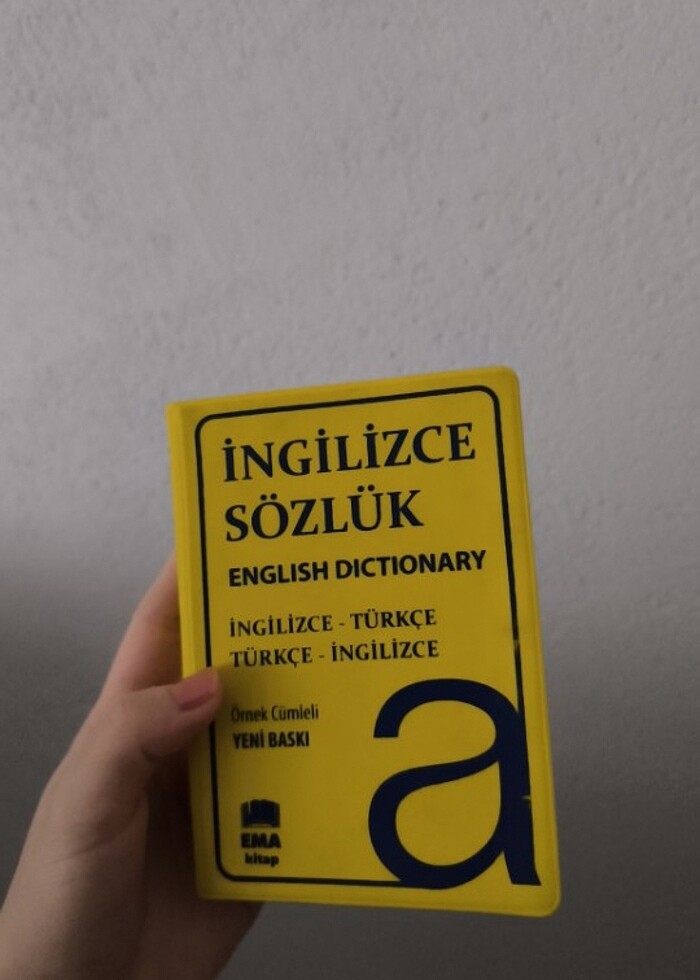 İNGİLİZCE
SÖZLÜK
ENGLISH DICTIONARY
İNGİLİZCE - TÜRKÇE
TÜRKÇE - İNGİLİZCE
Örnek Cümleli
YENİ BASKI
a
EMA
kitap